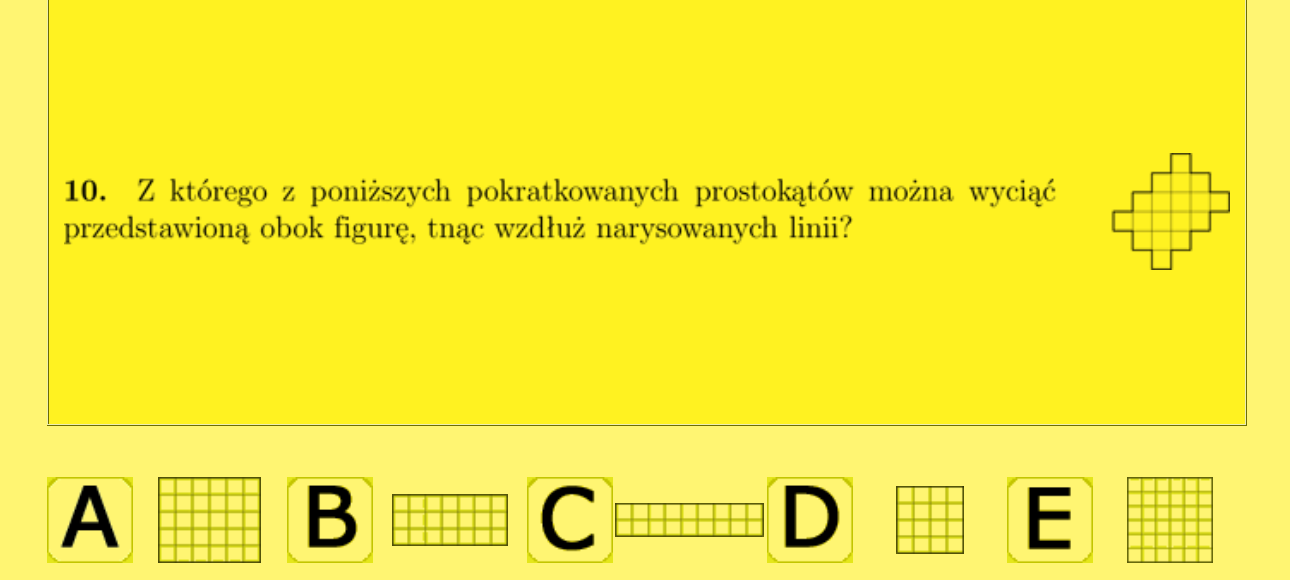 10. Z którego z poniższych pokratkowanych prostokątów można wyciąć
przedstawioną obok figurę, tnąc wzdłuż narysowanych linii?
A B C D E